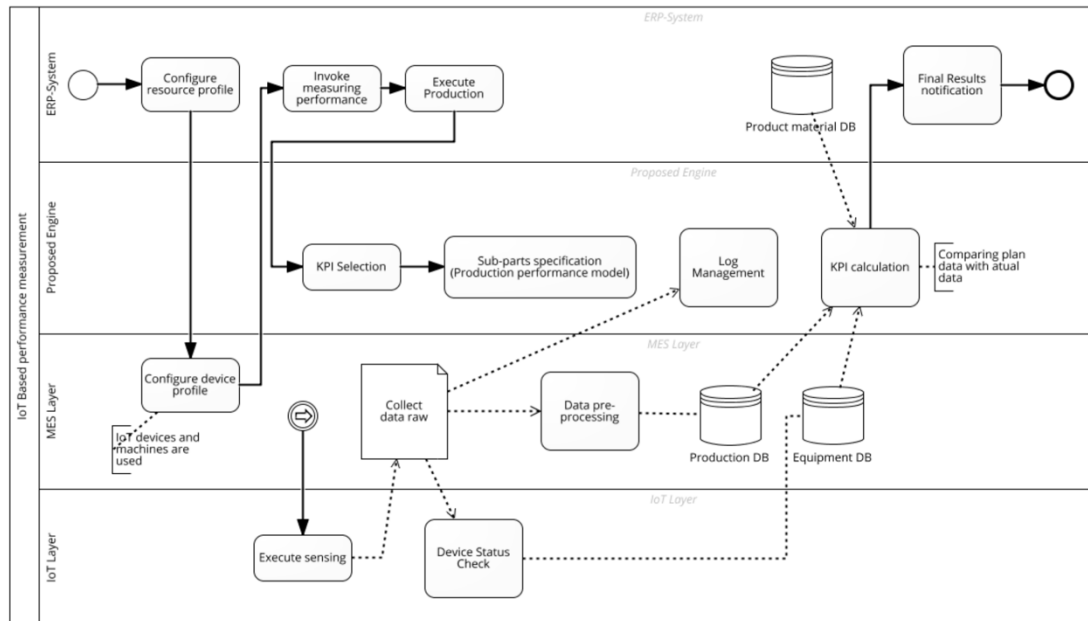 IoT Based performance measurement
ERP-System
ERP-System
Configure
resource profile
Invoke
measuring
performance
Execute
Production
Product material DB
Final Results
notification
Proposed Engine
Proposed Engine
KPI Selection
Sub-parts specification
(Production performance model)
Log
Management
KPI calculation
Comparing plan
data with atual
data
MES Layer
MES Layer
Configure device
profile
IoT devices and
machines are
used
Collect
data raw
Data pre-
processing
Production DB
Equipment DB
IoT Layer
IoT Layer
Execute sensing
Device Status
Check